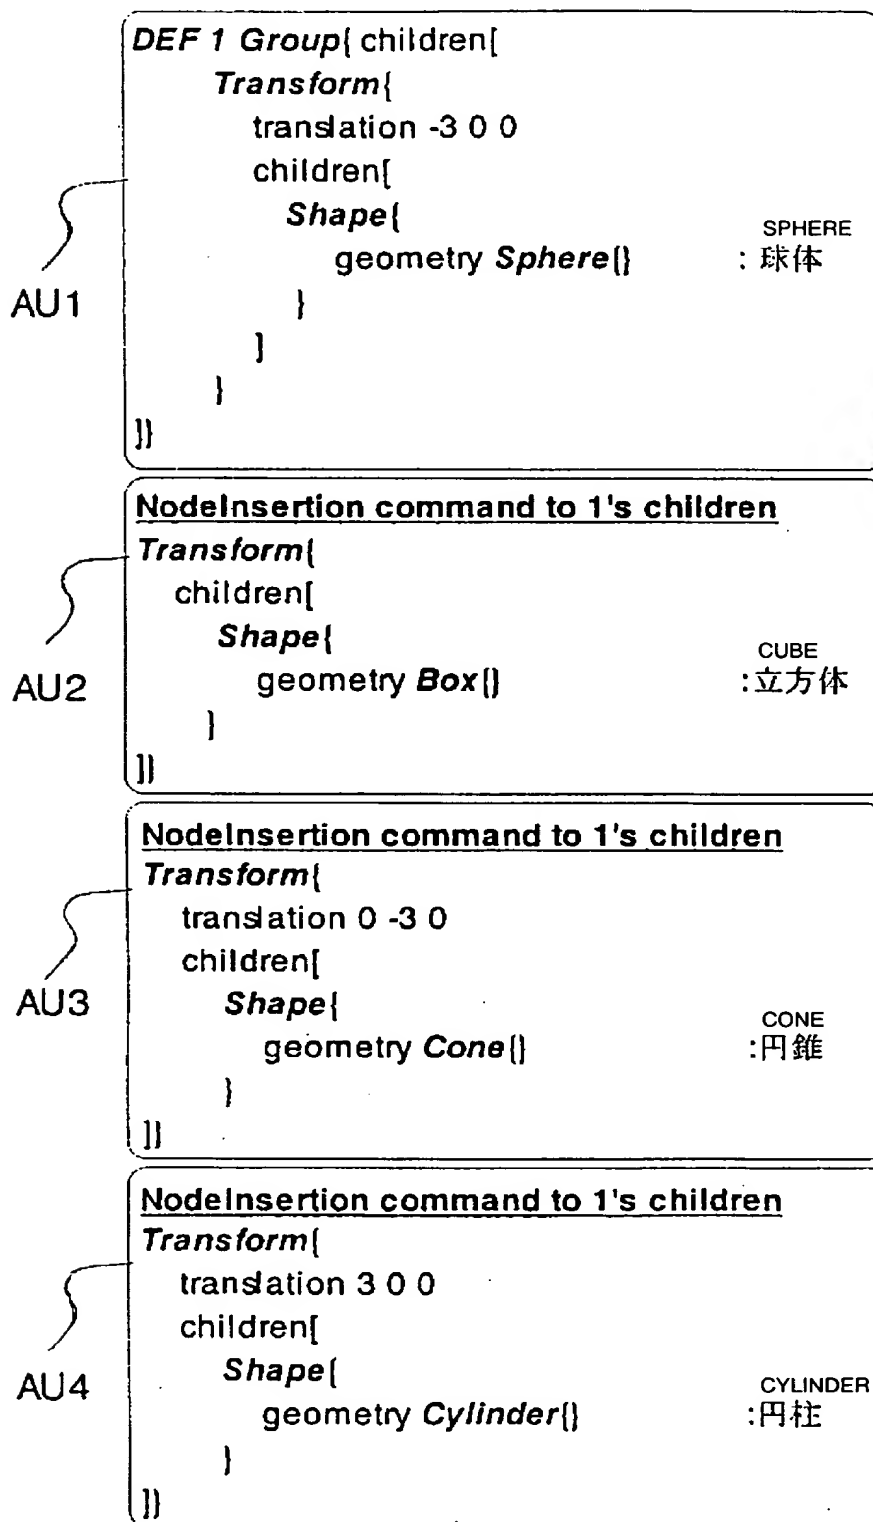 DEF 1 Group{ children[
Transform{
translation -3 0 0
children[
Shape{
SPHERE
geometry Sphere{} : 球体
}
]
}
]}
AU1
NodeInsertion command to 1's children
Transform{
children[
Shape{
CUBE
geometry Box{} :立方体
}
]}
AU2
NodeInsertion command to 1's children
Transform{
translation 0 -3 0
children[
Shape{
CONE
geometry Cone{} :円錐
}
]}
AU3
NodeInsertion command to 1's children
Transform{
translation 3 0 0
children[
Shape{
CYLINDER
geometry Cylinder{} :円柱
}
]}
AU4